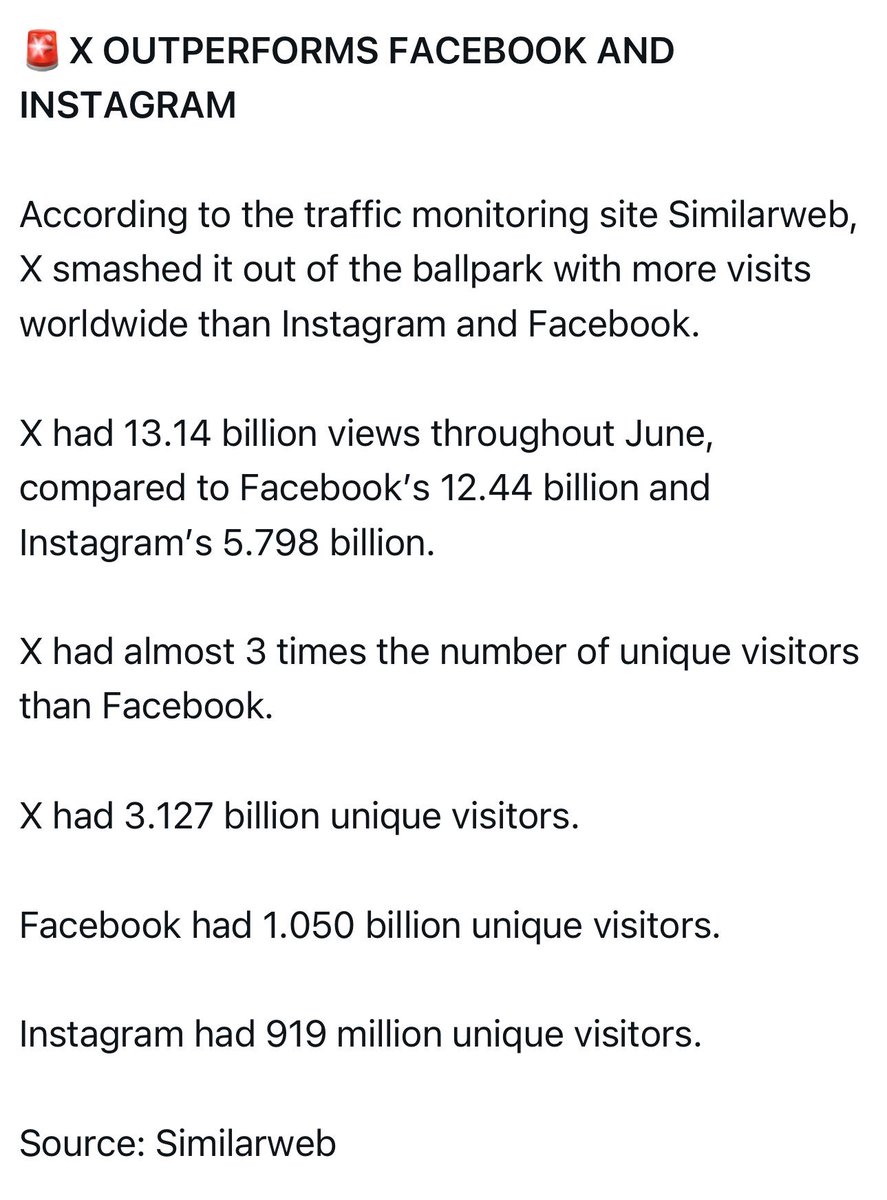 🚨 X OUTPERFORMS FACEBOOK AND
INSTAGRAM
According to the traffic monitoring site Similarweb,
X smashed it out of the ballpark with more visits
worldwide than Instagram and Facebook.
X had 13.14 billion views throughout June,
compared to Facebook’s 12.44 billion and
Instagram’s 5.798 billion.
X had almost 3 times the number of unique visitors
than Facebook.
X had 3.127 billion unique visitors.
Facebook had 1.050 billion unique visitors.
Instagram had 919 million unique visitors.
Source: Similarweb